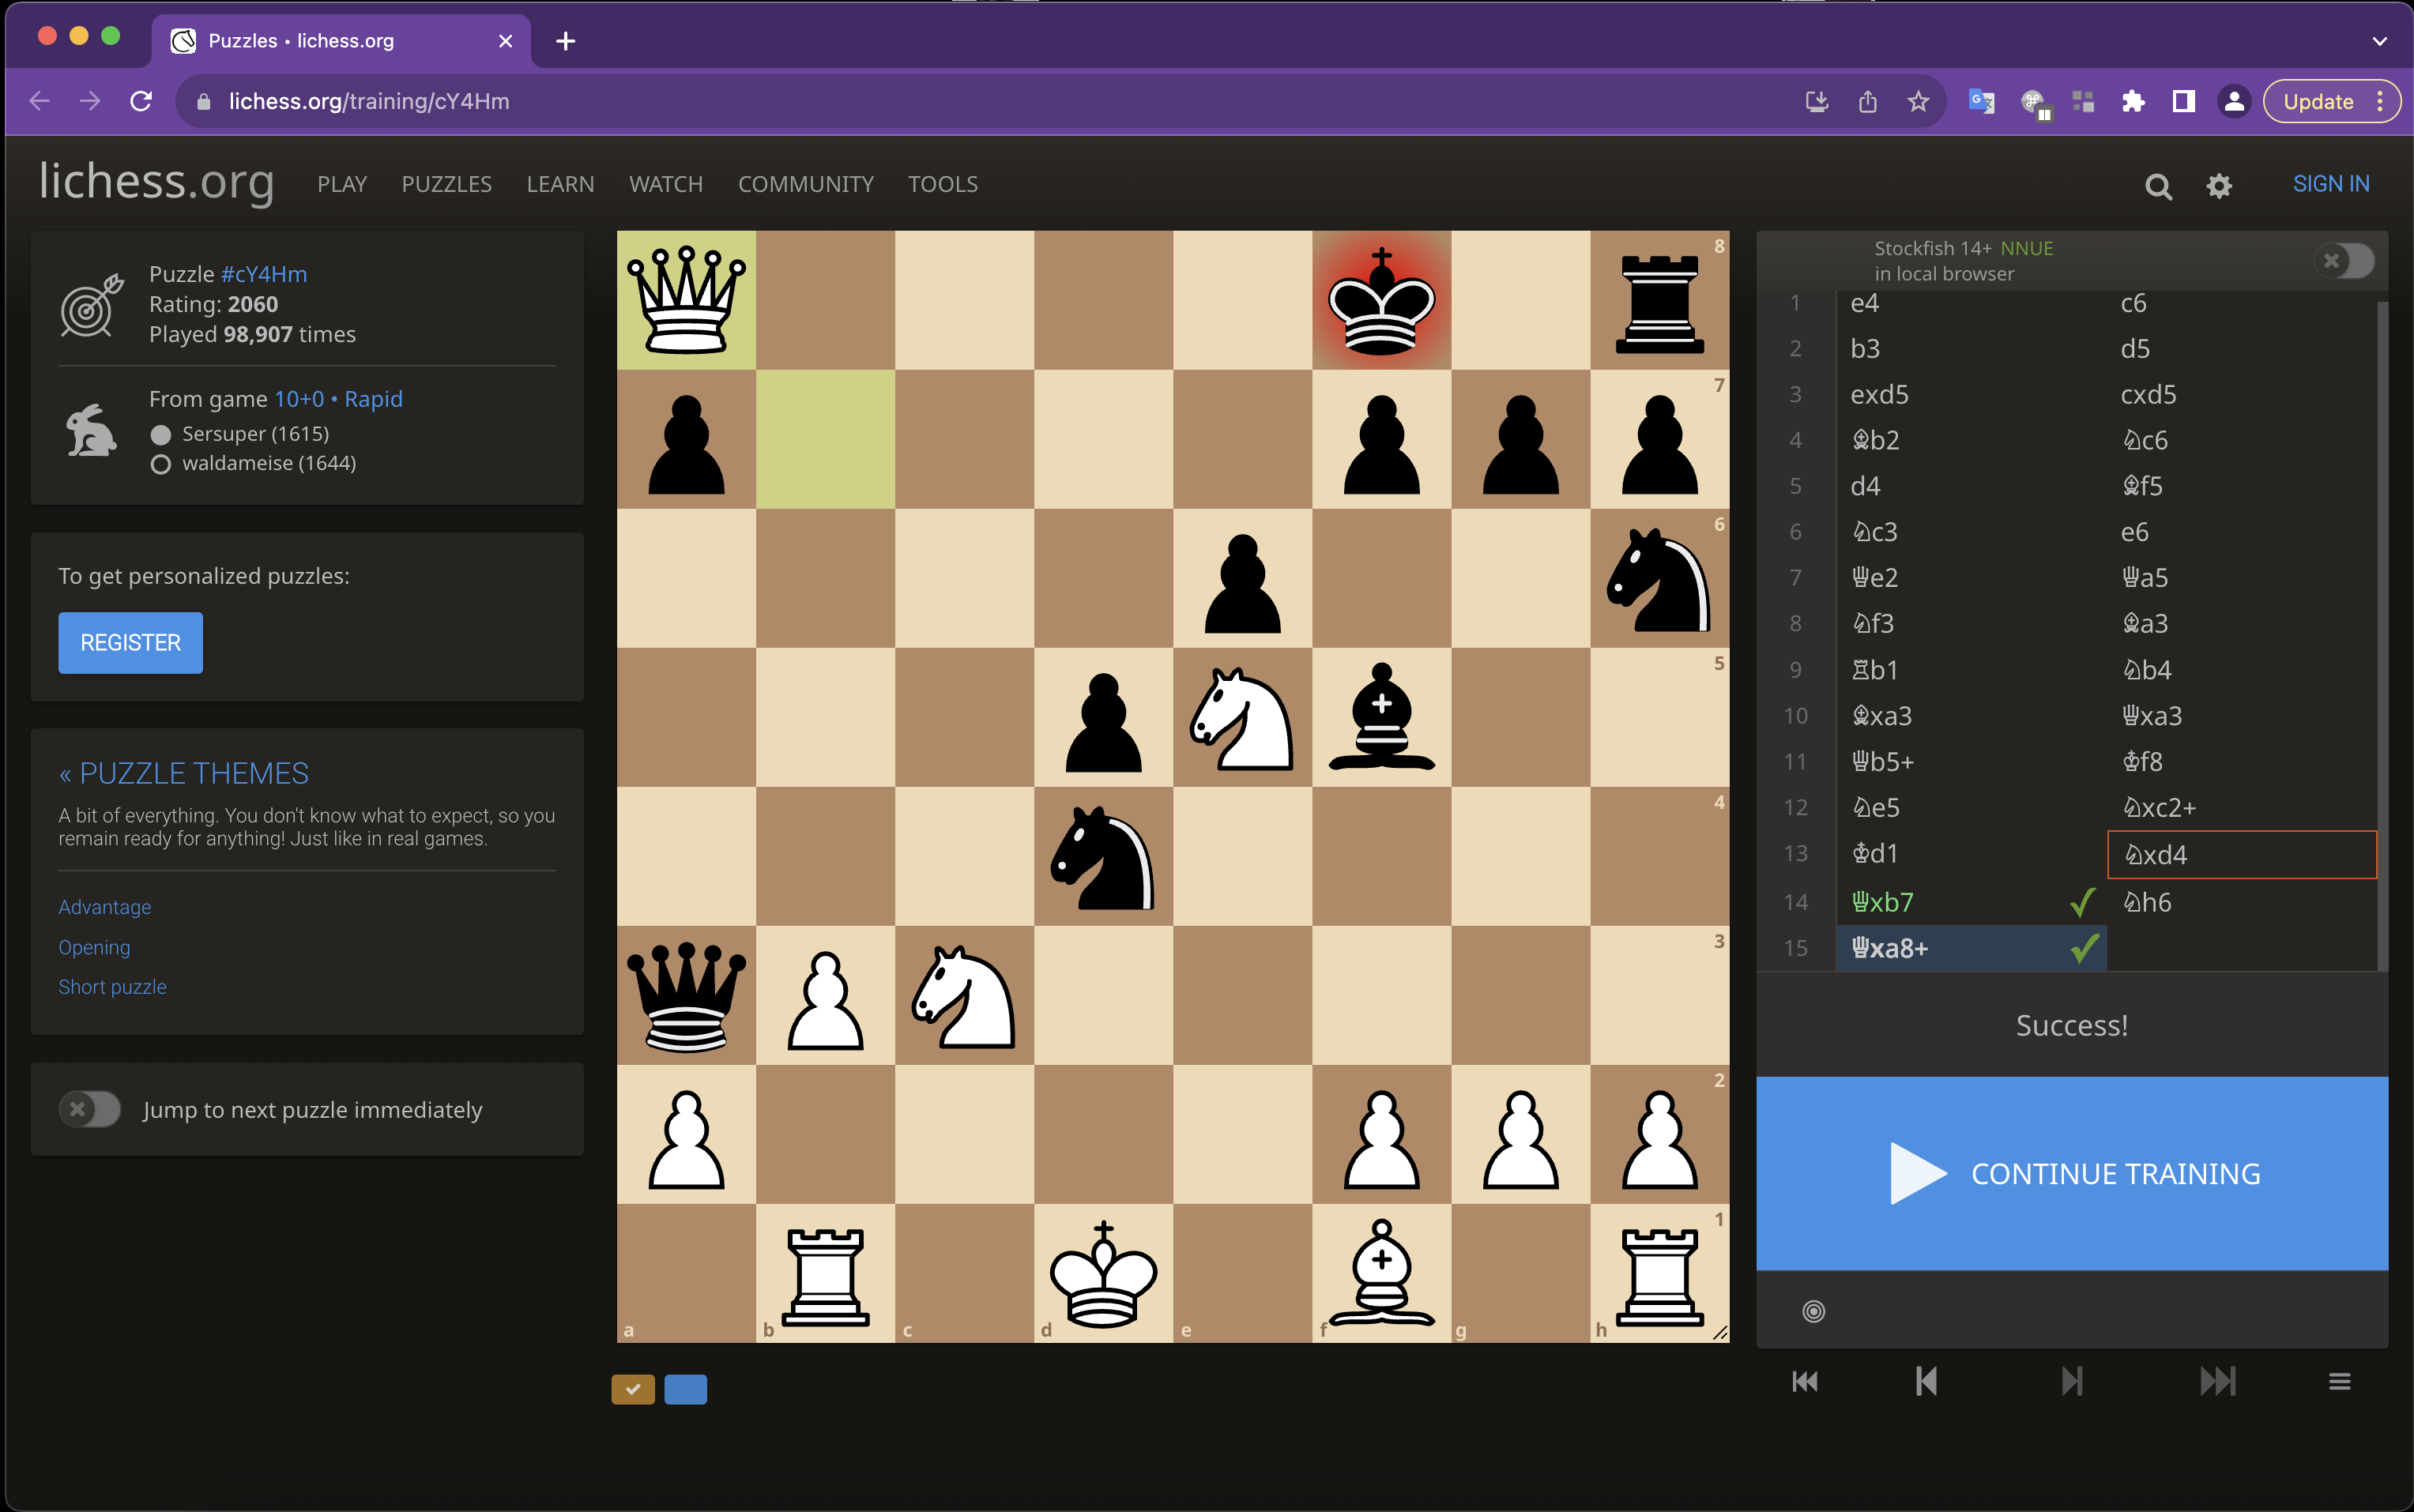 Puzzles • lichess.org
lichess.org/training/cY4Hm
Update
lichess.org
PLAY
PUZZLES
LEARN
WATCH
COMMUNITY
TOOLS
SIGN IN
Puzzle #cY4Hm
Rating: 2060
Played 98,907 times
From game 10+0 • Rapid
Sersuper (1615)
waldameise (1644)
To get personalized puzzles:
REGISTER
« PUZZLE THEMES
A bit of everything. You don't know what to expect, so you
remain ready for anything! Just like in real games.
Advantage
Opening
Short puzzle
Jump to next puzzle immediately
8
7
6
5
4
3
2
1
a b c d e f g h
Stockfish 14+ NNUE
in local browser
1 e4 c6
2 b3 d5
3 exd5 cxd5
4 ♗b2 ♘c6
5 d4 ♗f5
6 ♘c3 e6
7 ♕e2 ♕a5
8 ♘f3 ♗a3
9 ♖b1 ♘b4
10 ♗xa3 ♕xa3
11 ♕b5+ ♔f8
12 ♘e5 ♘xc2+
13 ♔d1 ♘xd4
14 ♕xb7 ♘h6
15 ♕xa8+
Success!
CONTINUE TRAINING